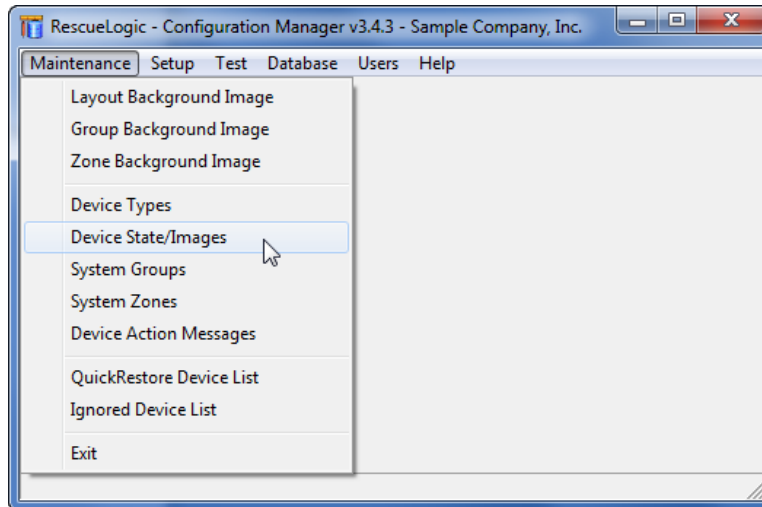 RescueLogic - Configuration Manager v3.4.3 - Sample Company, Inc.
Maintenance Setup Test Database Users Help
Layout Background Image
Group Background Image
Zone Background Image
Device Types
Device State/Images
System Groups
System Zones
Device Action Messages
QuickRestore Device List
Ignored Device List
Exit